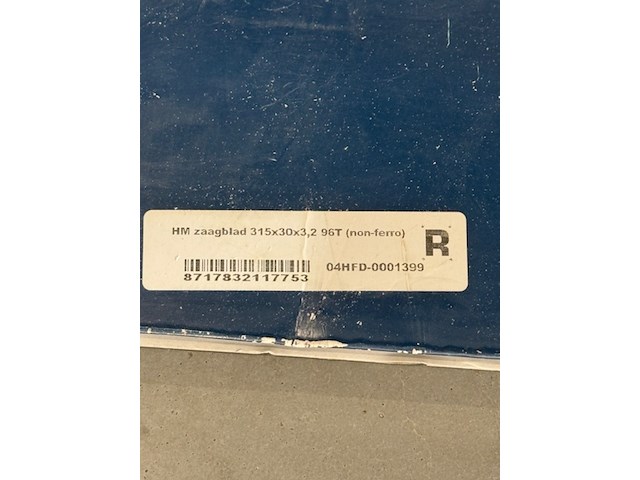 HM zaagblad 315x30x3,2 96T (non-ferro)
R
04HFD-0001399
8717832117753